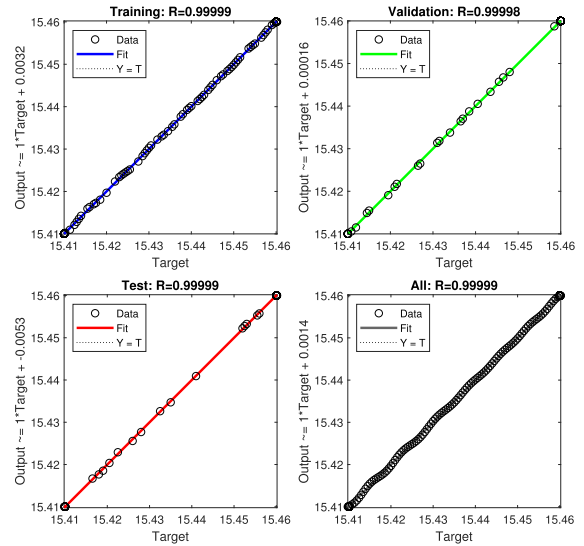 Training: R=0.99999
Output ~= 1*Target + 0.0032
15.46
15.45
15.44
15.43
15.42
15.41
Data
Fit
Y = T
15.41 15.42 15.43 15.44 15.45 15.46
Target
Validation: R=0.99998
Output ~= 1*Target + 0.00016
15.46
15.45
15.44
15.43
15.42
15.41
Data
Fit
Y = T
15.41 15.42 15.43 15.44 15.45 15.46
Target
Test: R=0.99999
Output ~= 1*Target + -0.0053
15.46
15.45
15.44
15.43
15.42
15.41
Data
Fit
Y = T
15.41 15.42 15.43 15.44 15.45 15.46
Target
All: R=0.99999
Output ~= 1*Target + 0.0014
15.46
15.45
15.44
15.43
15.42
15.41
Data
Fit
Y = T
15.41 15.42 15.43 15.44 15.45 15.46
Target